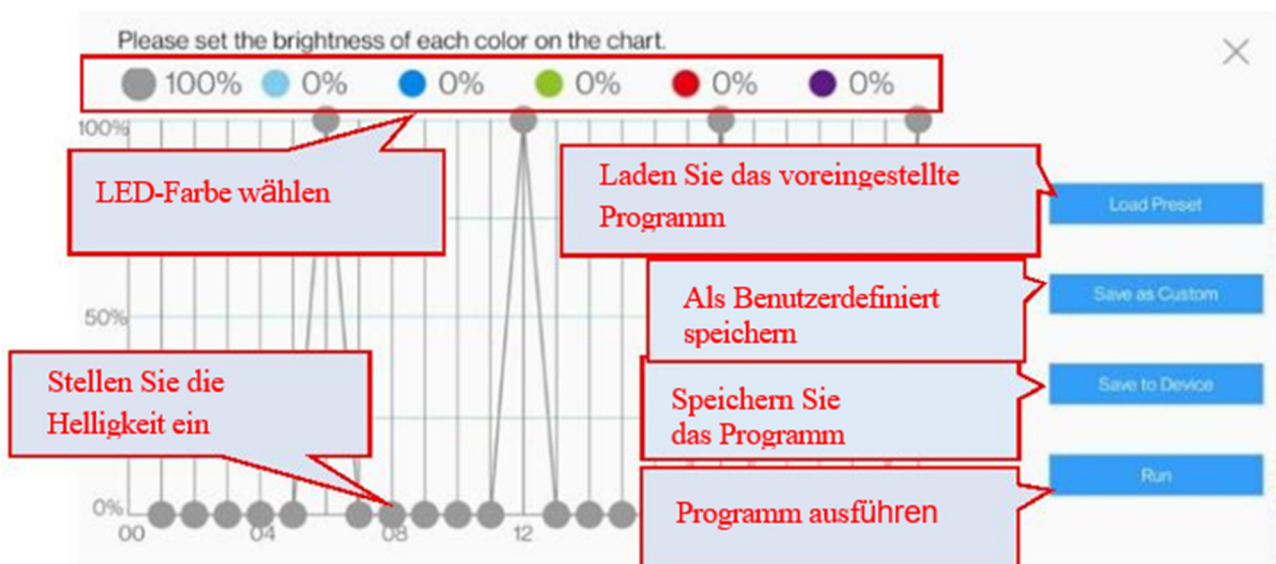 Please set the brightness of each color on the chart.
100% 0% 0% 0% 0% 0%
100%
LED-Farbe wählen
Laden Sie das voreingestellte
Programm
Load Preset
Als Benutzerdefiniert
speichern
Save as Custom
50%
Stellen Sie die
Helligkeit ein
Speichern Sie
das Programm
Save to Device
Programm ausführen
Run
0%
00 04 08 12